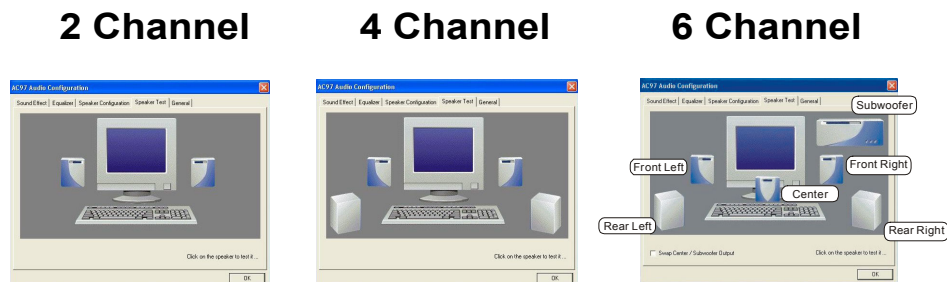 2 Channel
4 Channel
6 Channel
AC97 Audio Configuration
Sound Effect Equalizer Speaker Configuration Speaker Test General
Click on the speaker to test it ...
OK
AC97 Audio Configuration
Sound Effect Equalizer Speaker Configuration Speaker Test General
Click on the speaker to test it ...
OK
AC97 Audio Configuration
Sound Effect Equalizer Speaker Configuration Speaker Test General
Subwoofer
Front Left
Front Right
Center
Rear Left
Rear Right
Swap Center / Subwoofer Output
Click on the speaker to test it ...
OK